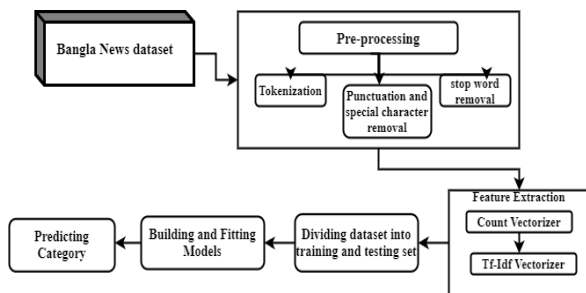 Bangla News dataset
Pre-processing
Tokenization
Punctuation and
special character
removal
stop word
removal
Feature Extraction
Count Vectorizer
Tf-Idf Vectorizer
Dividing dataset into
training and testing set
Building and Fitting
Models
Predicting
Category